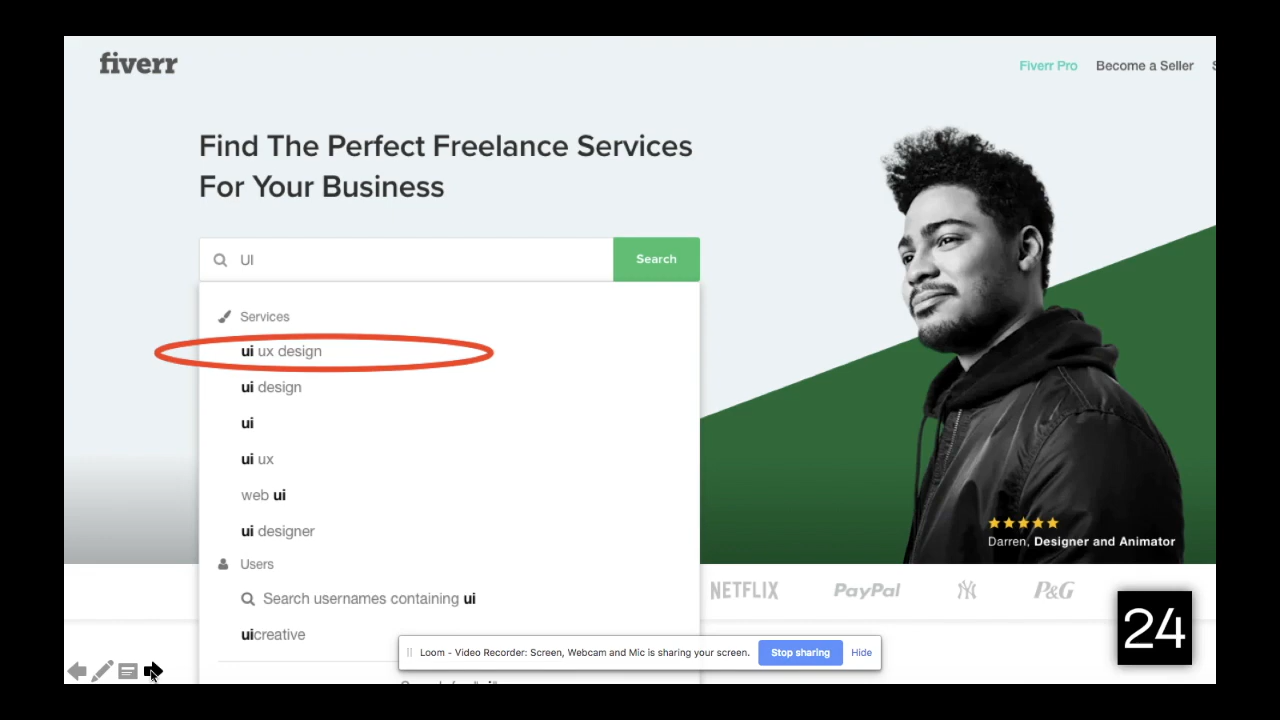 fiverr
Fiverr Pro Become a Seller
Find The Perfect Freelance Services
For Your Business
UI
Search
Services
ui ux design
ui design
ui
ui ux
web ui
ui designer
Users
Search usernames containing ui
uicreative
Darren, Designer and Animator
NETFLIX PayPal NY P&G
24
Loom - Video Recorder: Screen, Webcam and Mic is sharing your screen. Stop sharing Hide